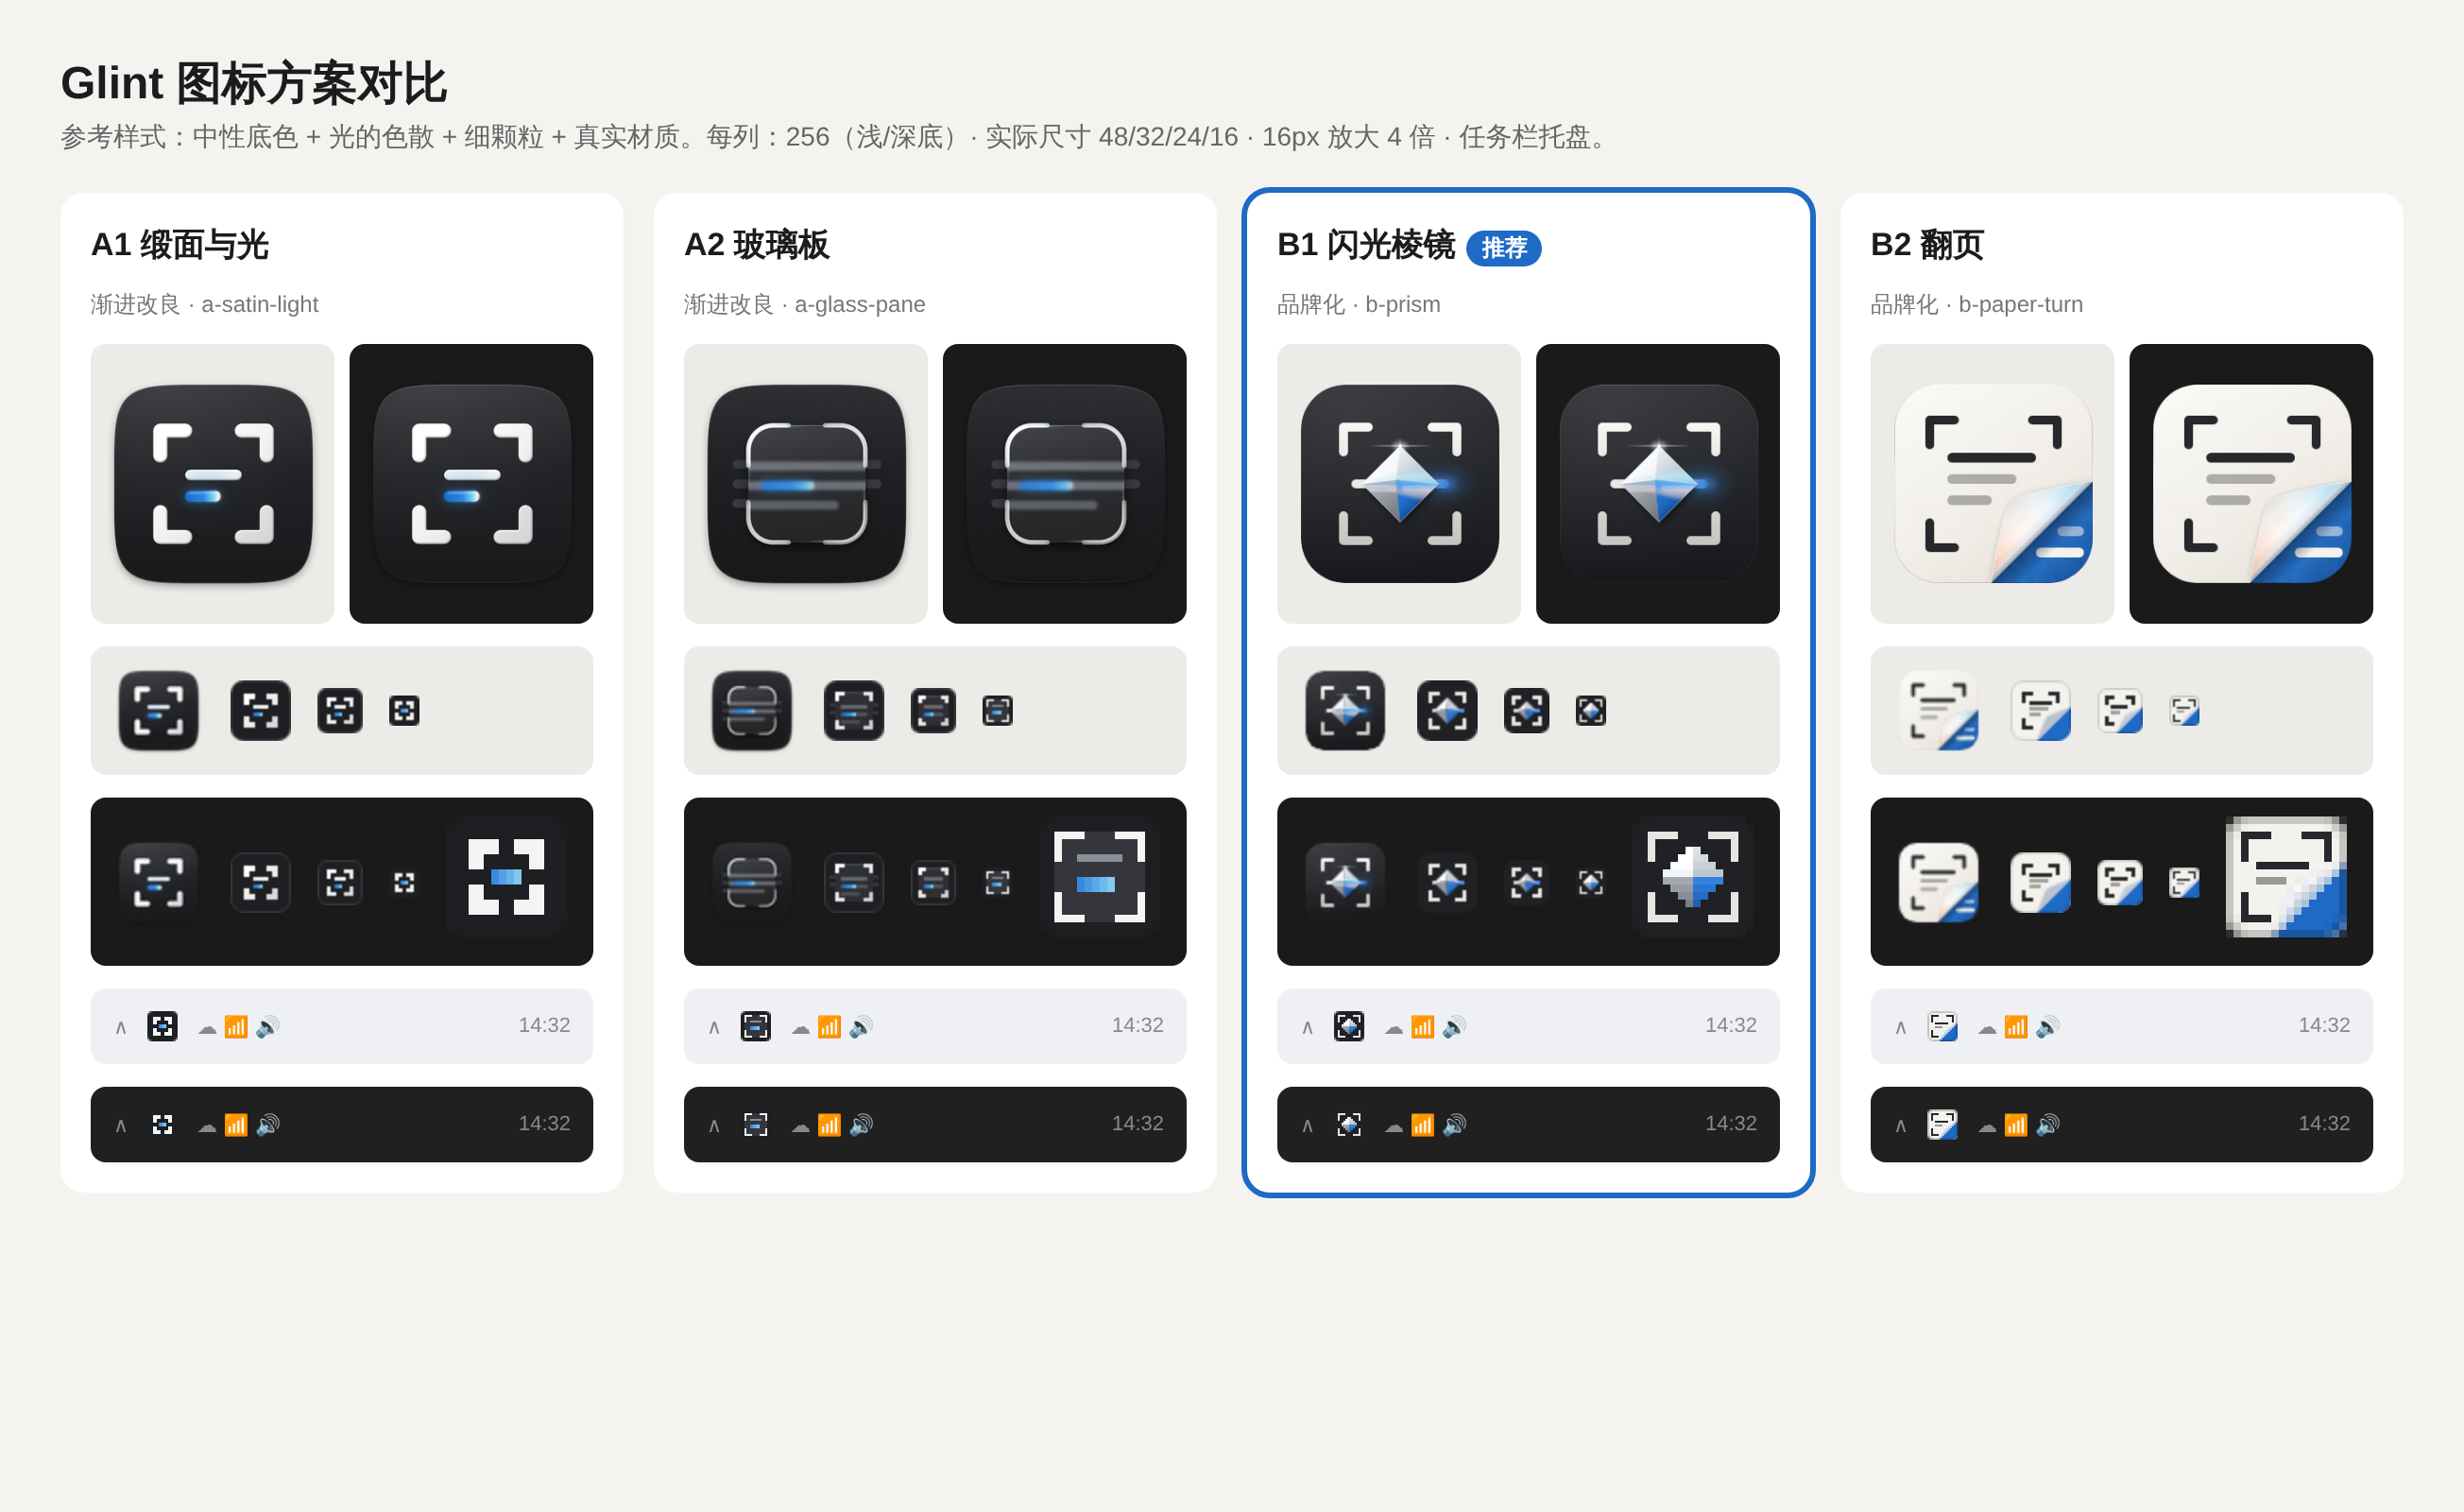 Glint 图标方案对比
参考样式：中性底色 + 光的色散 + 细颗粒 + 真实材质。每列：256（浅/深底）· 实际尺寸 48/32/24/16 · 16px 放大 4 倍 · 任务栏托盘。
A1 缎面与光
渐进改良 · a-satin-light
14:32
14:32
A2 玻璃板
渐进改良 · a-glass-pane
14:32
14:32
B1 闪光棱镜 推荐
品牌化 · b-prism
14:32
14:32
B2 翻页
品牌化 · b-paper-turn
14:32
14:32